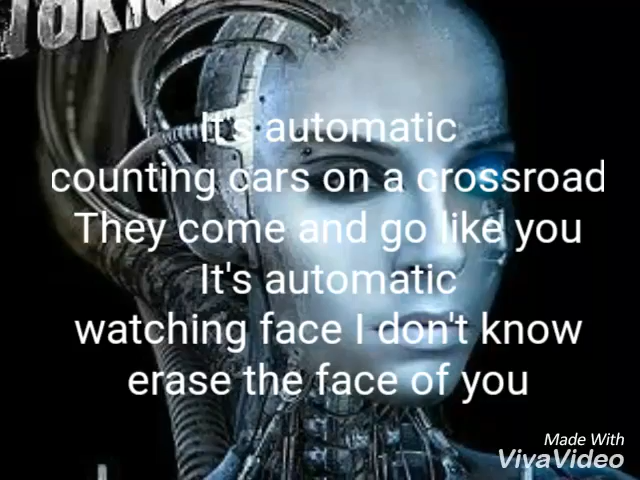 It's automatic
counting cars on a crossroad
They come and go like you
It's automatic
watching face I don't know
erase the face of you
Made With
VivaVideo